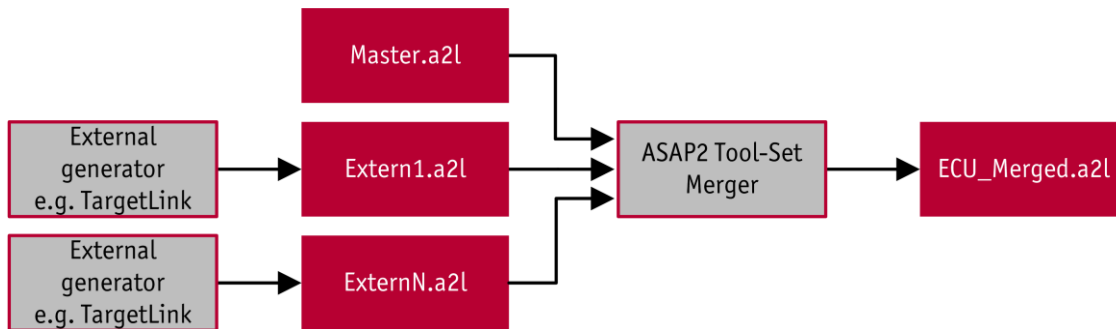 Master.a2l
External
generator
e.g. TargetLink
Extern1.a2l
ASAP2 Tool-Set
Merger
ECU_Merged.a2l
External
generator
e.g. TargetLink
ExternN.a2l